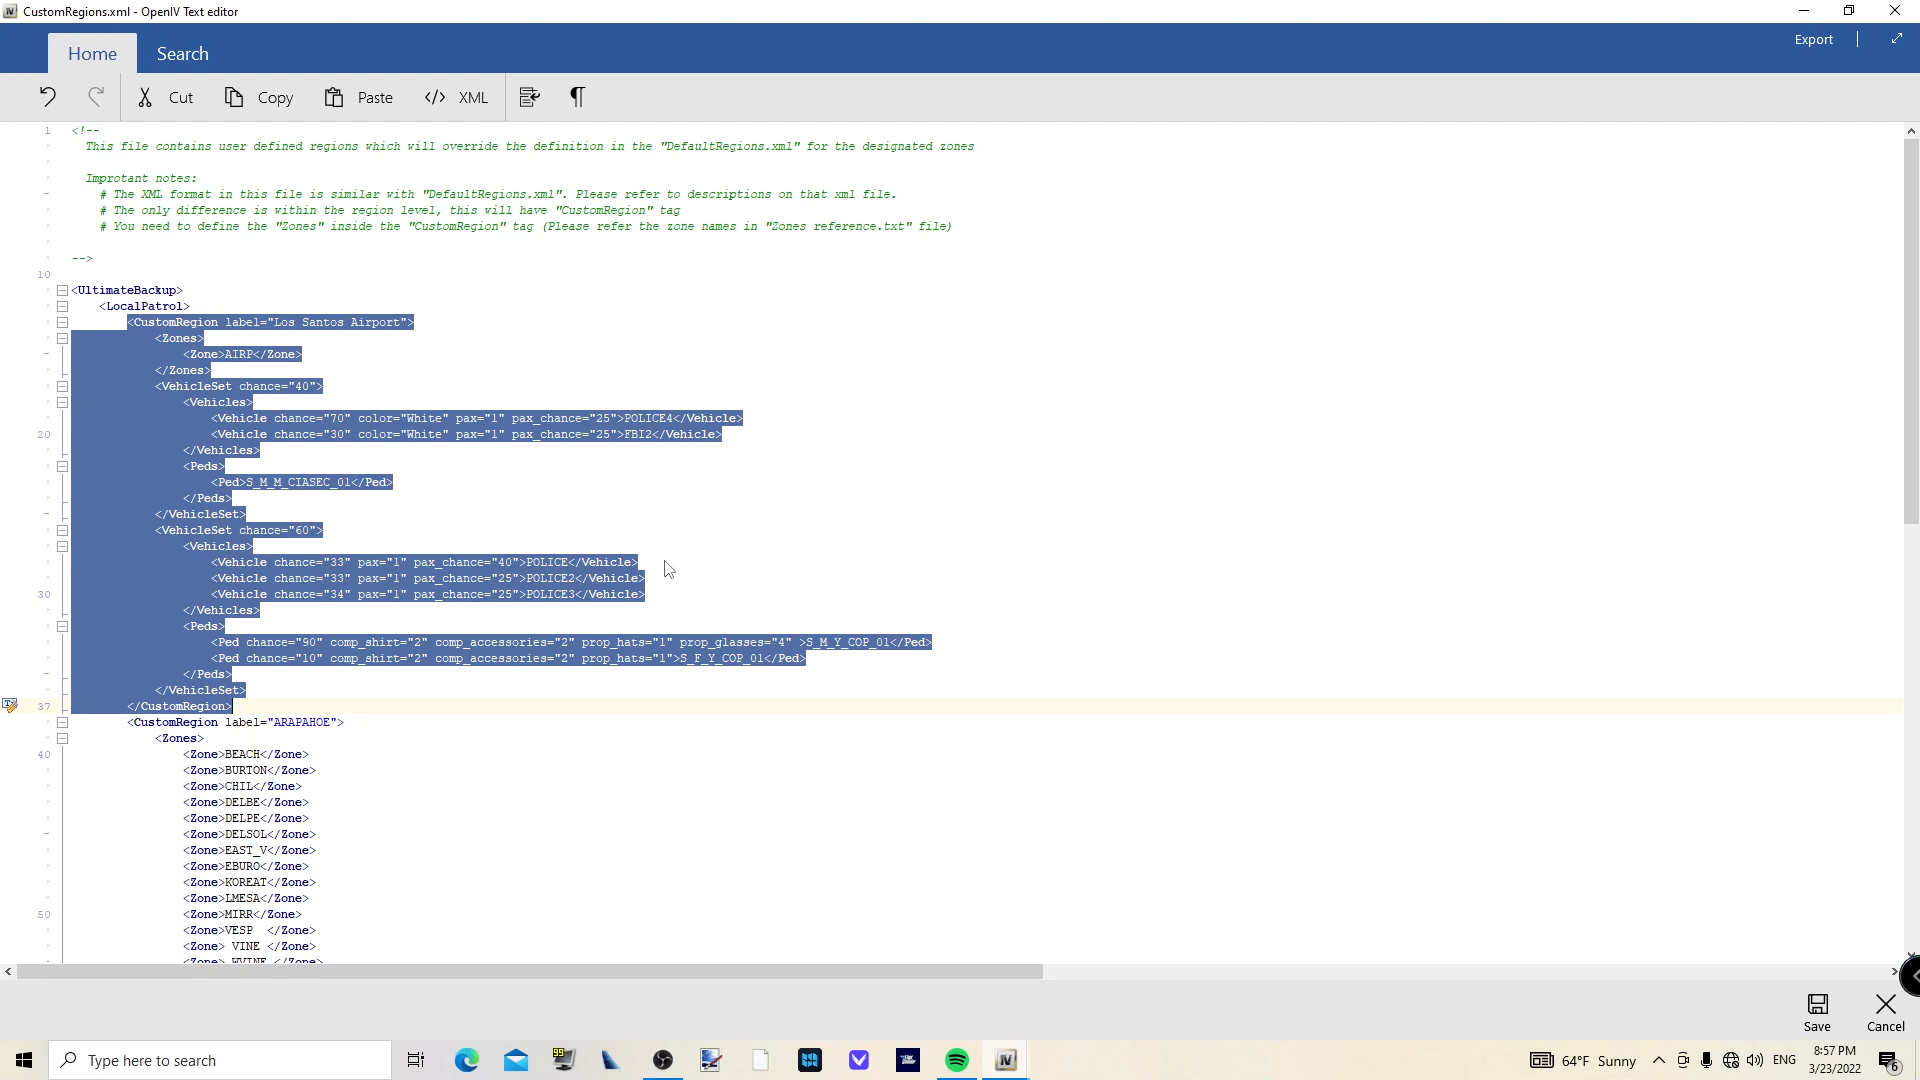 CustomRegions.xml - OpenIV Text editor
Home
Search
Export
Cut
Copy
Paste
</> XML
1 <!--
This file contains user defined regions which will override the definition in the "DefaultRegions.xml" for the designated zones
Improtant notes:
# The XML format in this file is similar with "DefaultRegions.xml". Please refer to descriptions on that xml file.
# The only difference is within the region level, this will have "CustomRegion" tag
# You need to define the "Zones" inside the "CustomRegion" tag (Please refer the zone names in "Zones reference.txt" file)
-->
10
<UltimateBackup>
<LocalPatrol>
<CustomRegion label="Los Santos Airport">
<Zones>
<Zone>AIRP</Zone>
</Zones>
<VehicleSet chance="40">
<Vehicles>
<Vehicle chance="70" color="White" pax="1" pax_chance="25">POLICE4</Vehicle>
20 <Vehicle chance="30" color="White" pax="1" pax_chance="25">FBI2</Vehicle>
</Vehicles>
<Peds>
<Ped>S_M_M_CIASEC_01</Ped>
</Peds>
</VehicleSet>
<VehicleSet chance="60">
<Vehicles>
<Vehicle chance="33" pax="1" pax_chance="40">POLICE</Vehicle>
<Vehicle chance="33" pax="1" pax_chance="25">POLICE2</Vehicle>
30 <Vehicle chance="34" pax="1" pax_chance="25">POLICE3</Vehicle>
</Vehicles>
<Peds>
<Ped chance="90" comp_shirt="2" comp_accessories="2" prop_hats="1" prop_glasses="4" >S_M_Y_COP_01</Ped>
<Ped chance="10" comp_shirt="2" comp_accessories="2" prop_hats="1">S_F_Y_COP_01</Ped>
</Peds>
</VehicleSet>
37 </CustomRegion>
<CustomRegion label="ARAPAHOE">
<Zones>
40 <Zone>BEACH</Zone>
<Zone>BURTON</Zone>
<Zone>CHIL</Zone>
<Zone>DELBE</Zone>
<Zone>DELPE</Zone>
<Zone>DELSOL</Zone>
<Zone>EAST_V</Zone>
<Zone>EBURO</Zone>
<Zone>KOREAT</Zone>
<Zone>LMESA</Zone>
50 <Zone>MIRR</Zone>
<Zone>VESP </Zone>
<Zone> VINE </Zone>
<Zone> WVINE </Zone>
Save
Cancel
Type here to search
99
IV
64°F Sunny
ENG
8:57 PM
3/23/2022
6